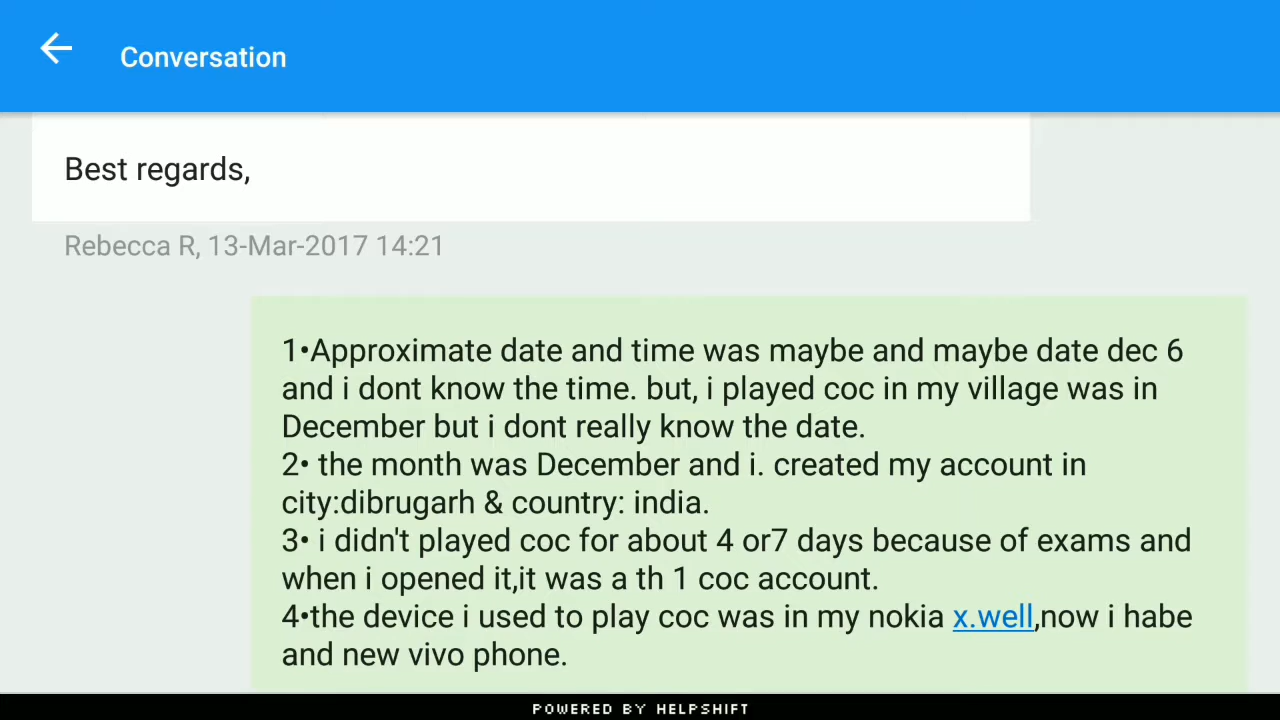 Conversation
Best regards,
Rebecca R, 13-Mar-2017 14:21
1•Approximate date and time was maybe and maybe date dec 6
and i dont know the time. but, i played coc in my village was in
December but i dont really know the date.
2• the month was December and i. created my account in
city:dibrugarh & country: india.
3• i didn't played coc for about 4 or7 days because of exams and
when i opened it,it was a th 1 coc account.
4•the device i used to play coc was in my nokia x.well,now i habe
and new vivo phone.
POWERED BY HELPSHIFT